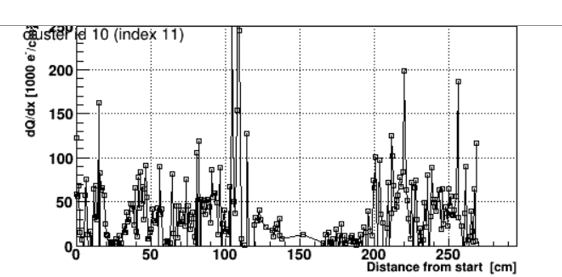 cluster id 10 (index 11)
dQ/dx [1000 e⁻/cm]
250
200
150
100
50
0
0 50 100 150 200 250
Distance from start [cm]